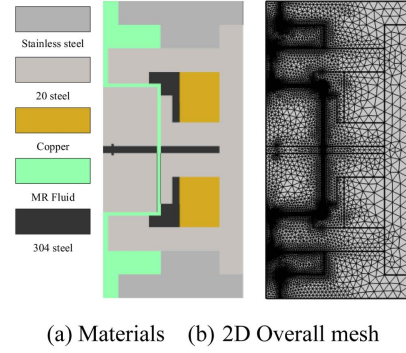 Stainless steel
20 steel
Copper
MR Fluid
304 steel
(a) Materials (b) 2D Overall mesh